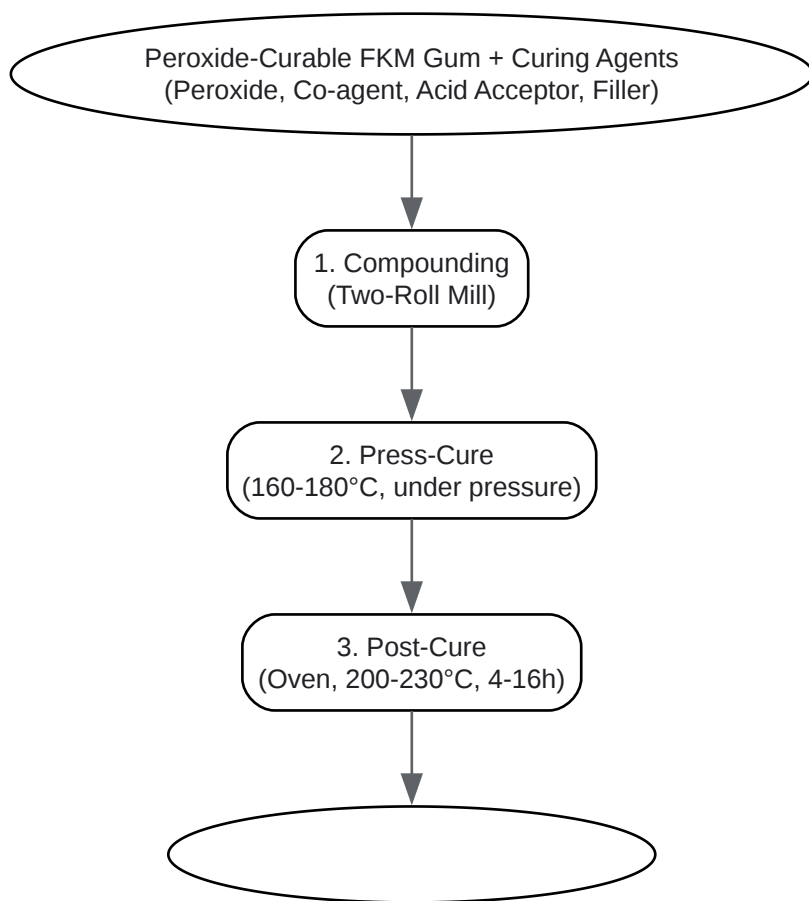 Peroxide-Curable FKM Gum + Curing Agents
(Peroxide, Co-agent, Acid Acceptor, Filler)
1. Compounding
(Two-Roll Mill)
2. Press-Cure
(160-180°C, under pressure)
3. Post-Cure
(Oven, 200-230°C, 4-16h)